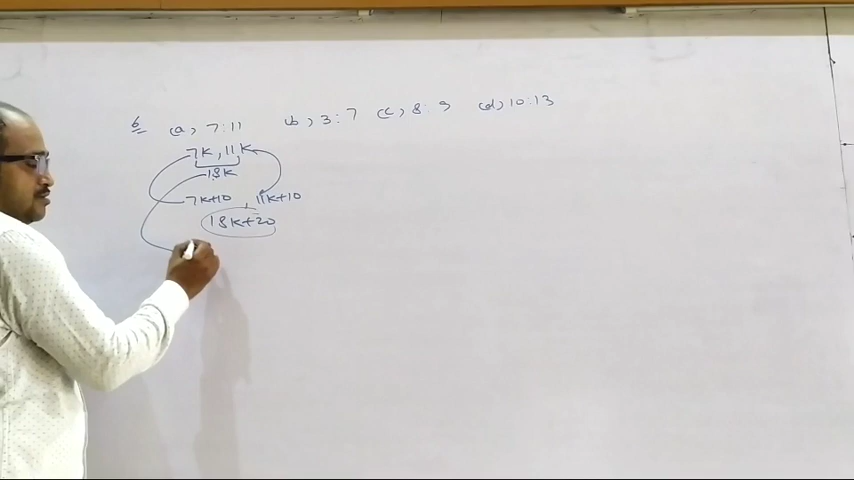 6 (a) 7:11 (b) 3:7 (c) 8:9 (d) 10:13
7K, 11K
18K
7K+10, 11K+10
18K+20